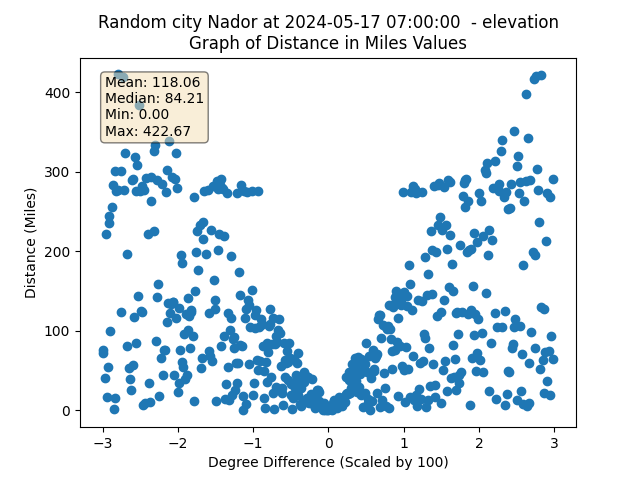 Random city Nador at 2024-05-17 07:00:00  - elevation
Graph of Distance in Miles Values
Mean: 118.06
Median: 84.21
Min: 0.00
Max: 422.67
Distance (Miles)
400
300
200
100
0
−3 −2 −1 0 1 2 3
Degree Difference (Scaled by 100)